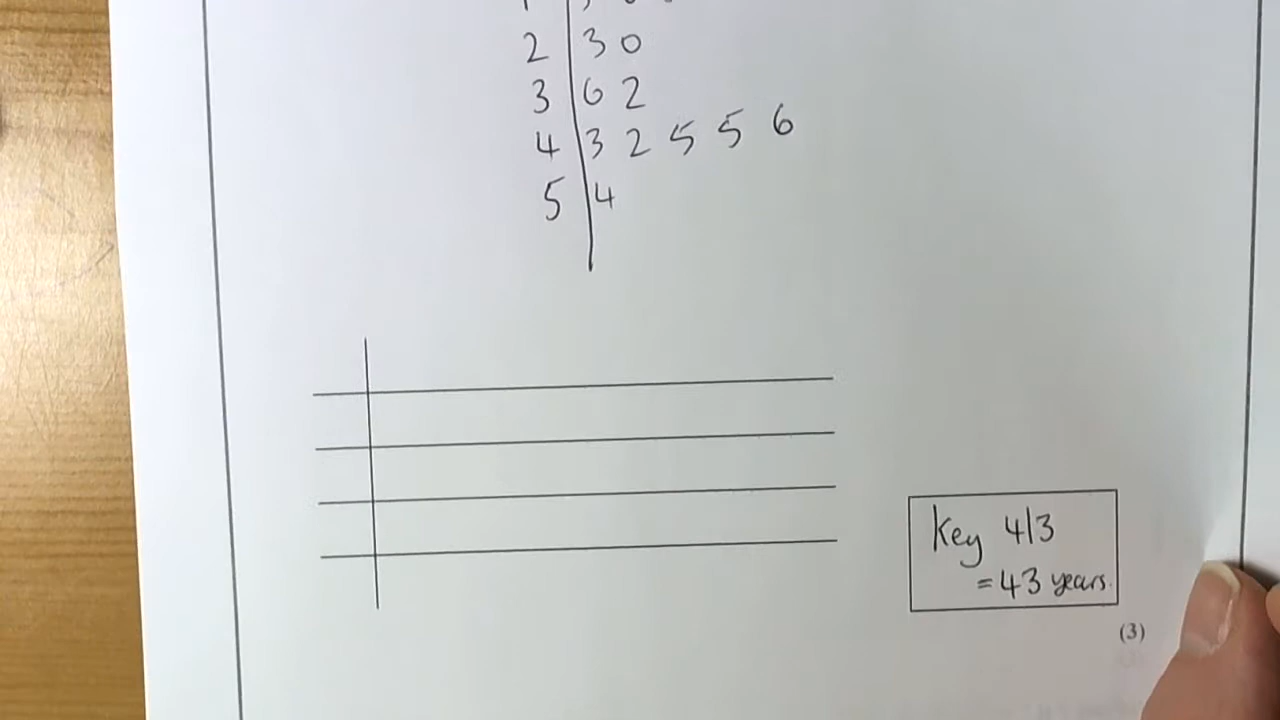 2 | 3 0
3 | 6 2
4 | 3 2 5 5 6
5 | 4
Key 4|3
= 43 years.
(3)